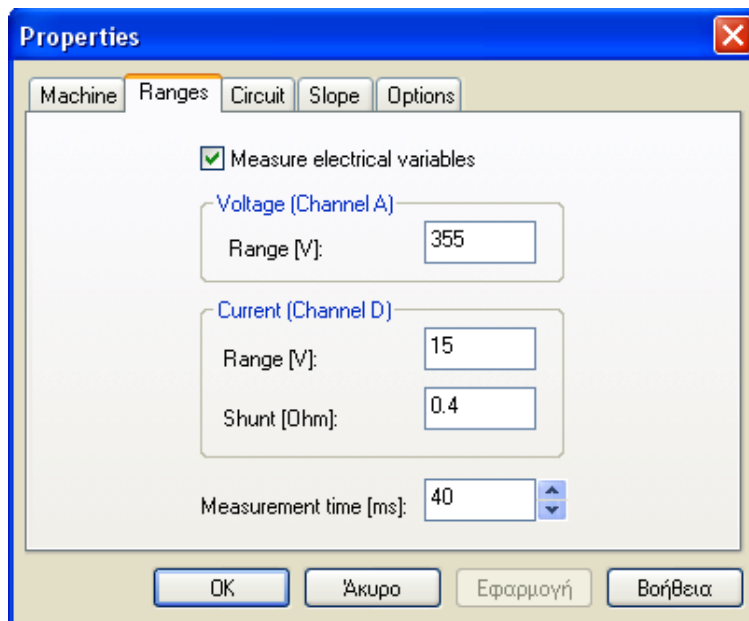 Properties
Machine Ranges Circuit Slope Options
Measure electrical variables
Voltage (Channel A)
Range [V]: 355
Current (Channel D)
Range [V]: 15
Shunt [Ohm]: 0.4
Measurement time [ms]: 40
OK Άκυρο Εφαρμογή Βοήθεια